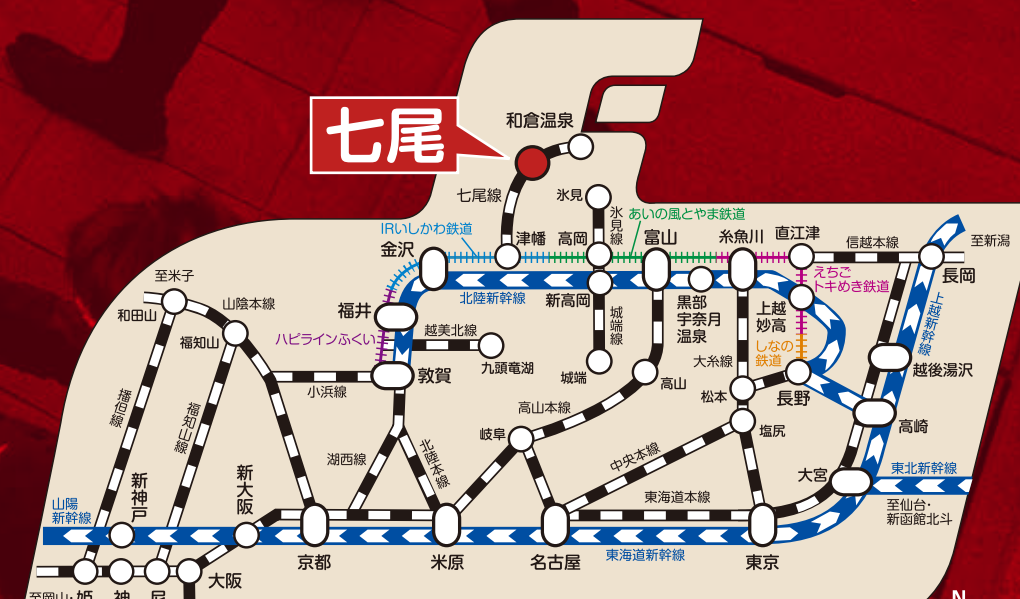 和倉温泉
七尾
七尾線
氷見
氷見線
あいの風とやま鉄道
IRいしかわ鉄道
金沢
津幡
高岡
富山
糸魚川
直江津
信越本線
至新潟
長岡
至米子
和田山
山陰本線
福知山
福井
北陸新幹線
新高岡
黒部
宇奈月
温泉
上越
妙高
えちご
トキめき鉄道
上越新幹線
ハピラインふくい
越美北線
九頭竜湖
城端線
城端
大糸線
しなの
鉄道
越後湯沢
敦賀
小浜線
高山
松本
長野
高崎
播但線
福知山線
湖西線
北陸本線
岐阜
高山本線
中央本線
塩尻
大宮
東北新幹線
至仙台・
新函館北斗
山陽
新幹線
新神戸
新大阪
東海道本線
京都
米原
名古屋
東海道新幹線
東京
大阪
至岡山・
姫
神
尼
N